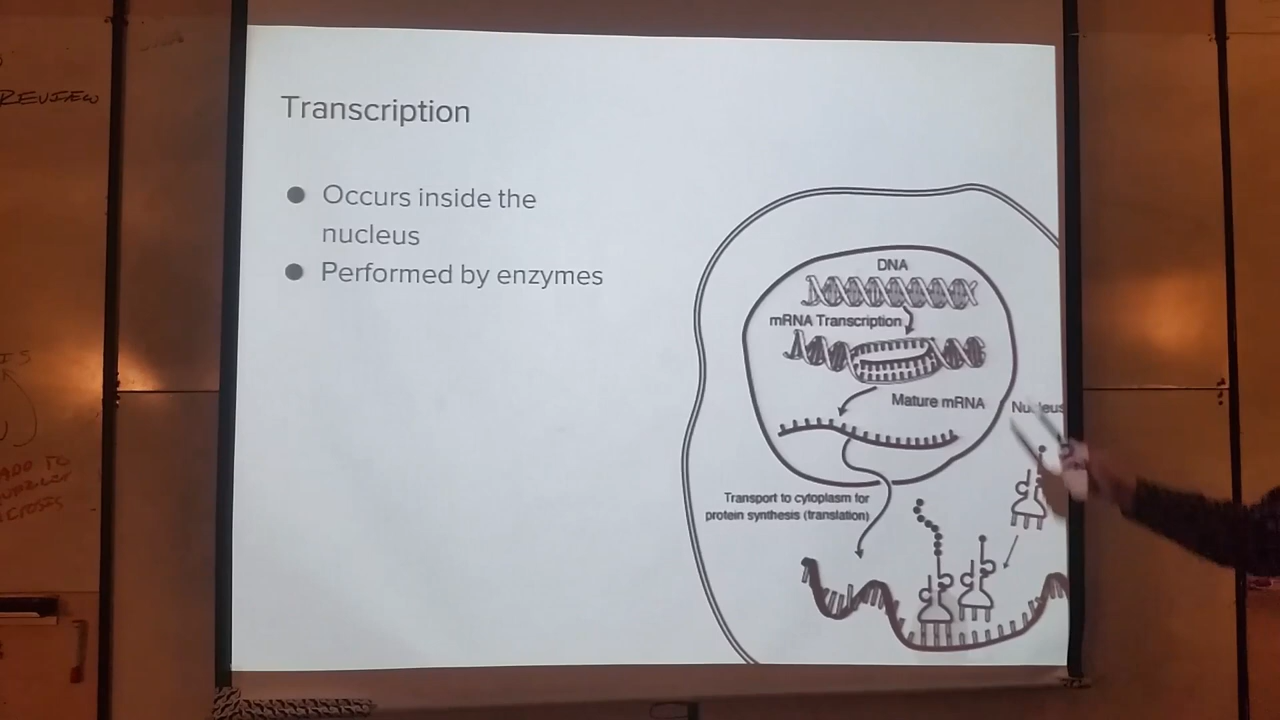 REVIEW
Transcription
● Occurs inside the
nucleus
● Performed by enzymes
DNA
mRNA Transcription
Mature mRNA
Transport to cytoplasm for
protein synthesis (translation)